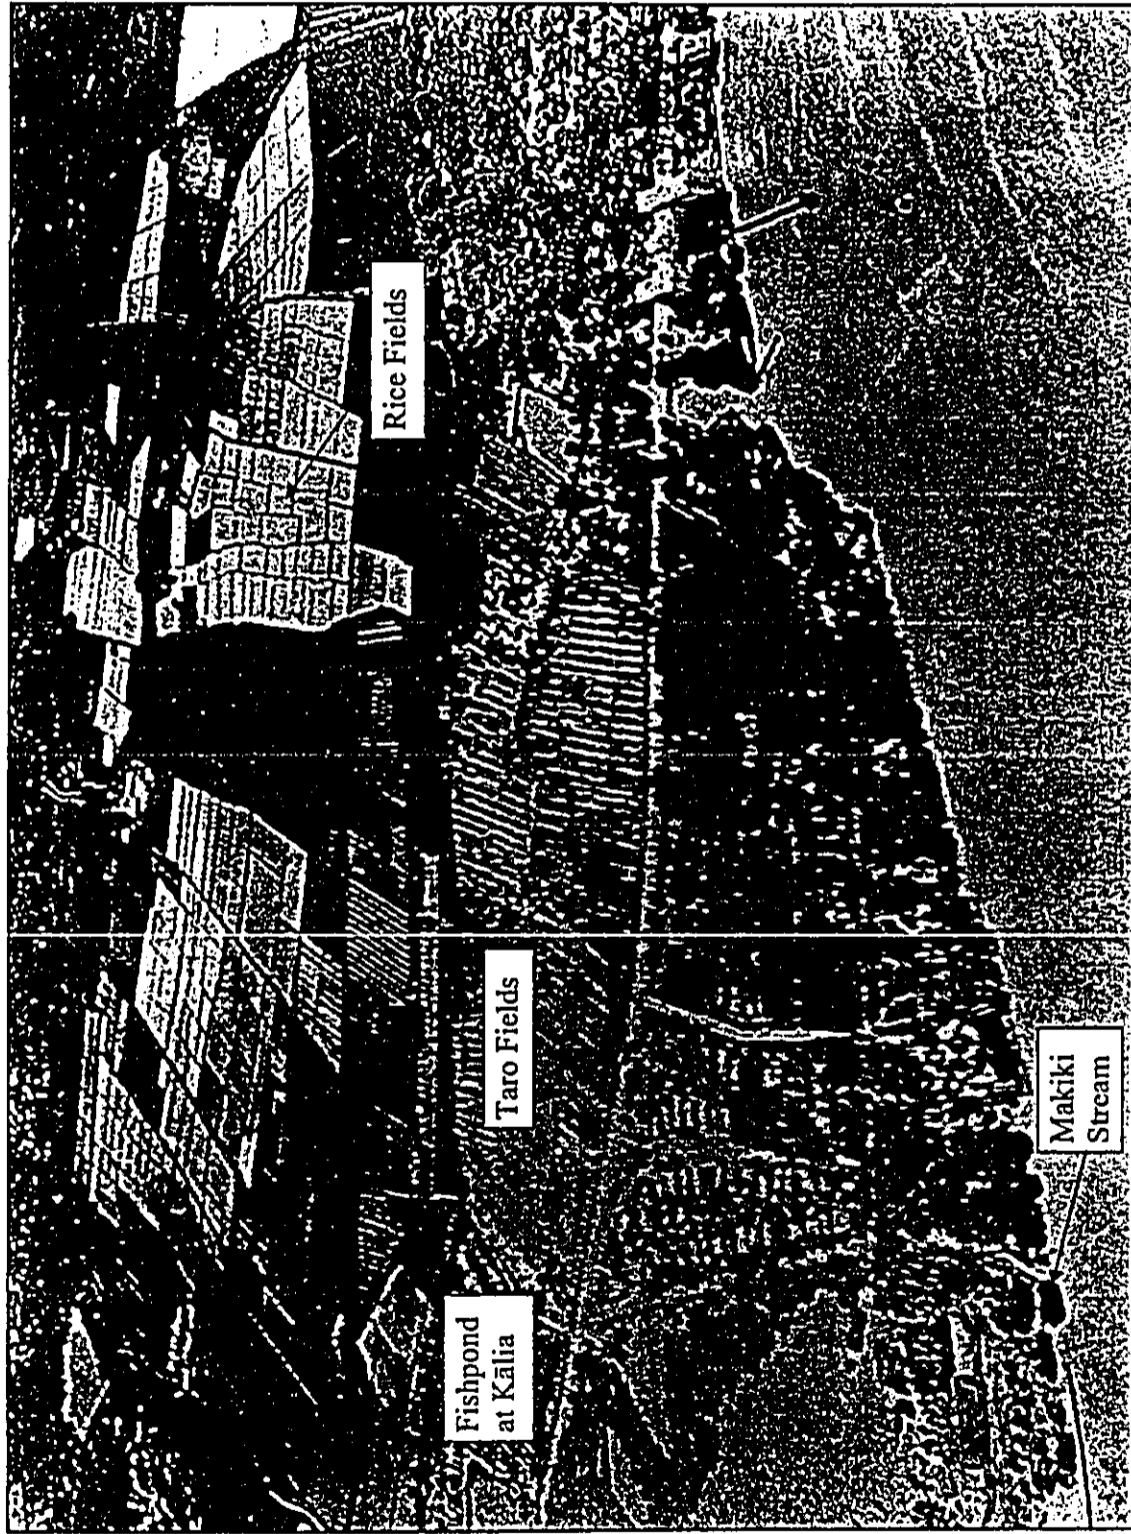 Rice Fields
Taro Fields
Fishpond
at Kālia
Makiki
Stream